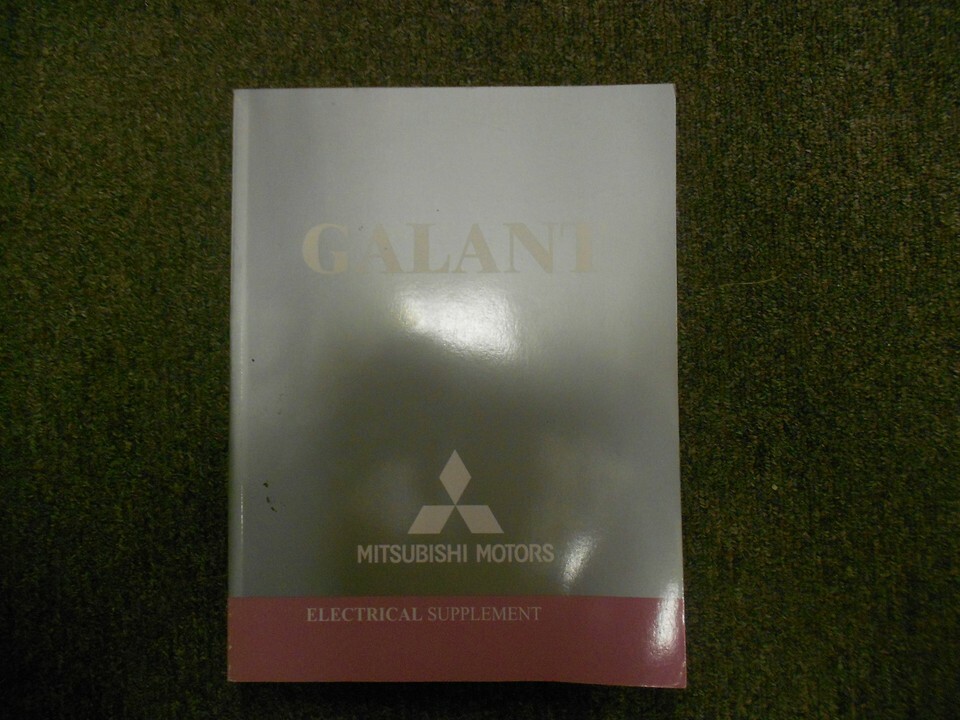 GALANT
MITSUBISHI MOTORS
ELECTRICAL SUPPLEMENT